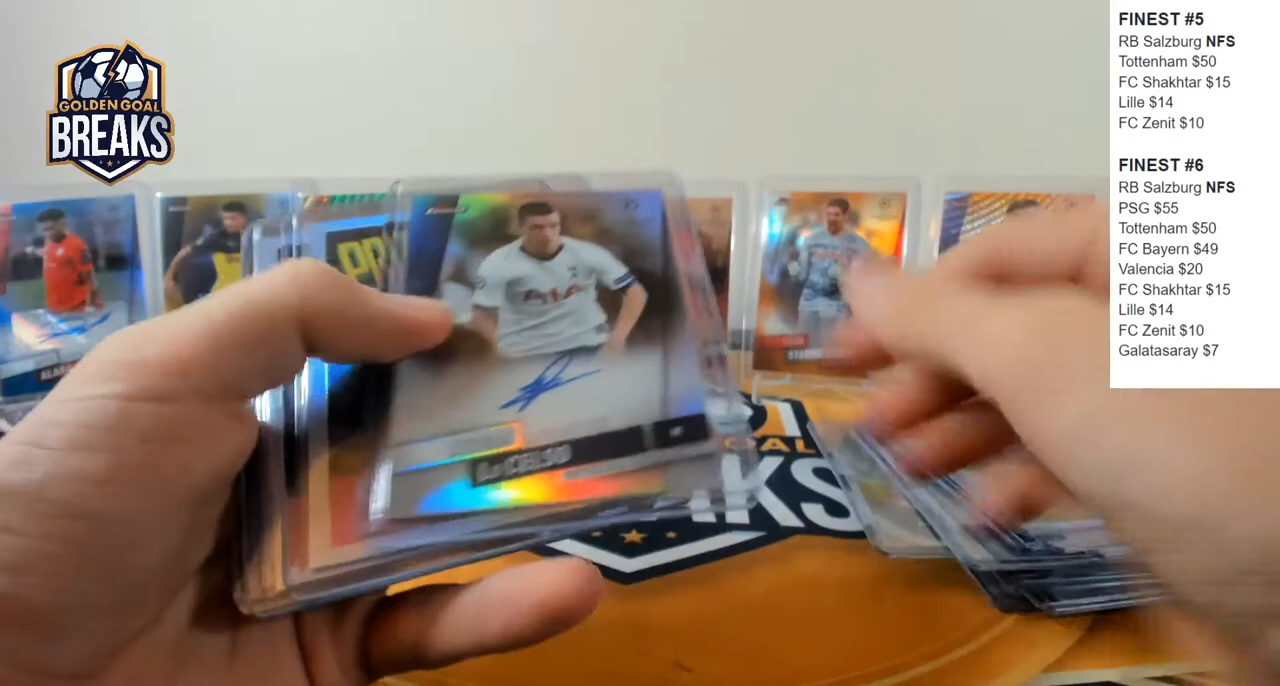 GOLDEN GOAL
BREAKS
FINEST #5
RB Salzburg NFS
Tottenham $50
FC Shakhtar $15
Lille $14
FC Zenit $10
FINEST #6
RB Salzburg NFS
PSG $55
Tottenham $50
FC Bayern $49
Valencia $20
FC Shakhtar $15
Lille $14
FC Zenit $10
Galatasaray $7
Lo CELSO